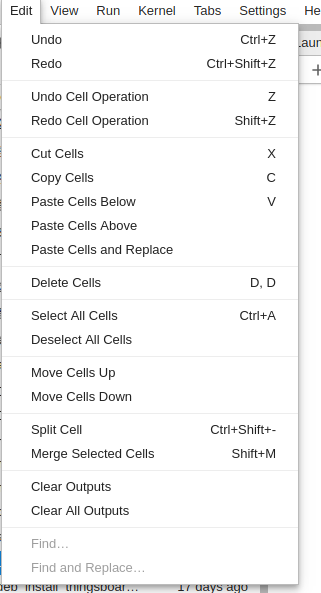 Edit View Run Kernel Tabs Settings He
Undo Ctrl+Z
Redo Ctrl+Shift+Z
Undo Cell Operation Z
Redo Cell Operation Shift+Z
Cut Cells X
Copy Cells C
Paste Cells Below V
Paste Cells Above
Paste Cells and Replace
Delete Cells D, D
Select All Cells Ctrl+A
Deselect All Cells
Move Cells Up
Move Cells Down
Split Cell Ctrl+Shift+-
Merge Selected Cells Shift+M
Clear Outputs
Clear All Outputs
Find…
Find and Replace…
deb_install_thingsboar… 17 days ago